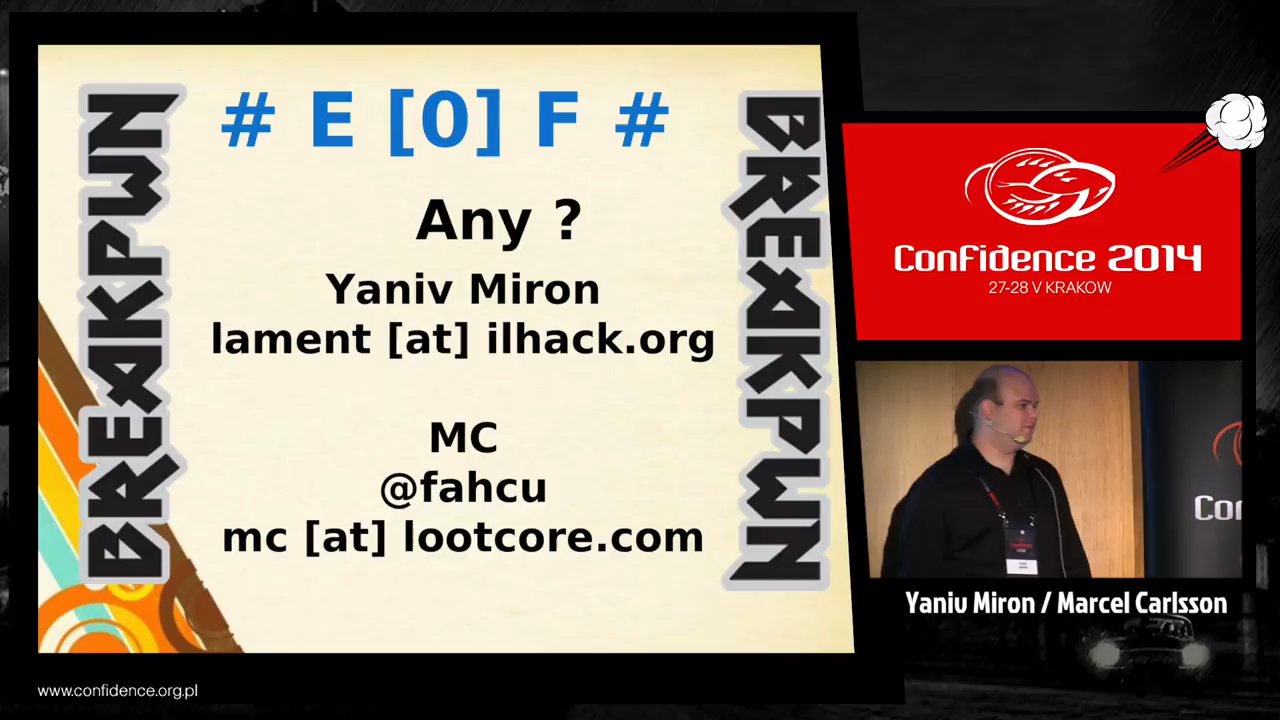 BREAKPWN
# E [0] F #
Any ?
Yaniv Miron
lament [at] ilhack.org
MC
@fahcu
mc [at] lootcore.com
BREAKPWN
Confidence 2014
27-28 V KRAKOW
Con
Yaniv Miron / Marcel Carlsson
www.confidence.org.pl